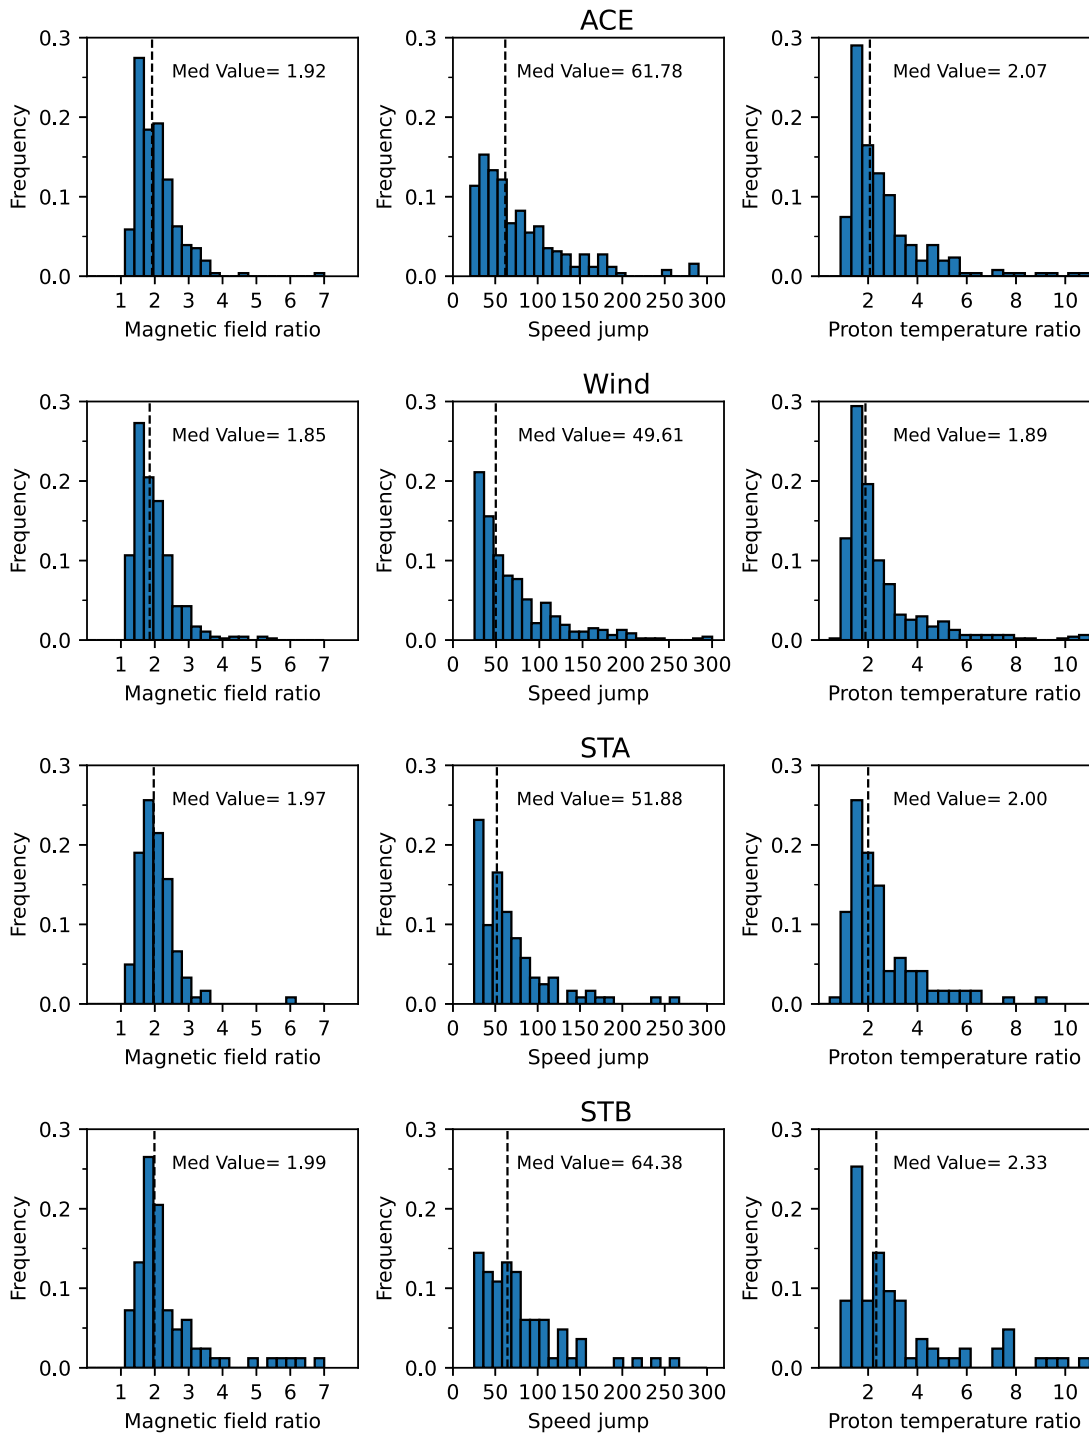 ACE
0.3
0.2
0.1
0.0
Frequency
Med Value= 1.92
1 2 3 4 5 6 7
Magnetic field ratio
0.3
0.2
0.1
0.0
Frequency
Med Value= 61.78
0 50 100 150 200 250 300
Speed jump
0.3
0.2
0.1
0.0
Frequency
Med Value= 2.07
2 4 6 8 10
Proton temperature ratio
Wind
0.3
0.2
0.1
0.0
Frequency
Med Value= 1.85
1 2 3 4 5 6 7
Magnetic field ratio
0.3
0.2
0.1
0.0
Frequency
Med Value= 49.61
0 50 100 150 200 250 300
Speed jump
0.3
0.2
0.1
0.0
Frequency
Med Value= 1.89
2 4 6 8 10
Proton temperature ratio
STA
0.3
0.2
0.1
0.0
Frequency
Med Value= 1.97
1 2 3 4 5 6 7
Magnetic field ratio
0.3
0.2
0.1
0.0
Frequency
Med Value= 51.88
0 50 100 150 200 250 300
Speed jump
0.3
0.2
0.1
0.0
Frequency
Med Value= 2.00
2 4 6 8 10
Proton temperature ratio
STB
0.3
0.2
0.1
0.0
Frequency
Med Value= 1.99
1 2 3 4 5 6 7
Magnetic field ratio
0.3
0.2
0.1
0.0
Frequency
Med Value= 64.38
0 50 100 150 200 250 300
Speed jump
0.3
0.2
0.1
0.0
Frequency
Med Value= 2.33
2 4 6 8 10
Proton temperature ratio